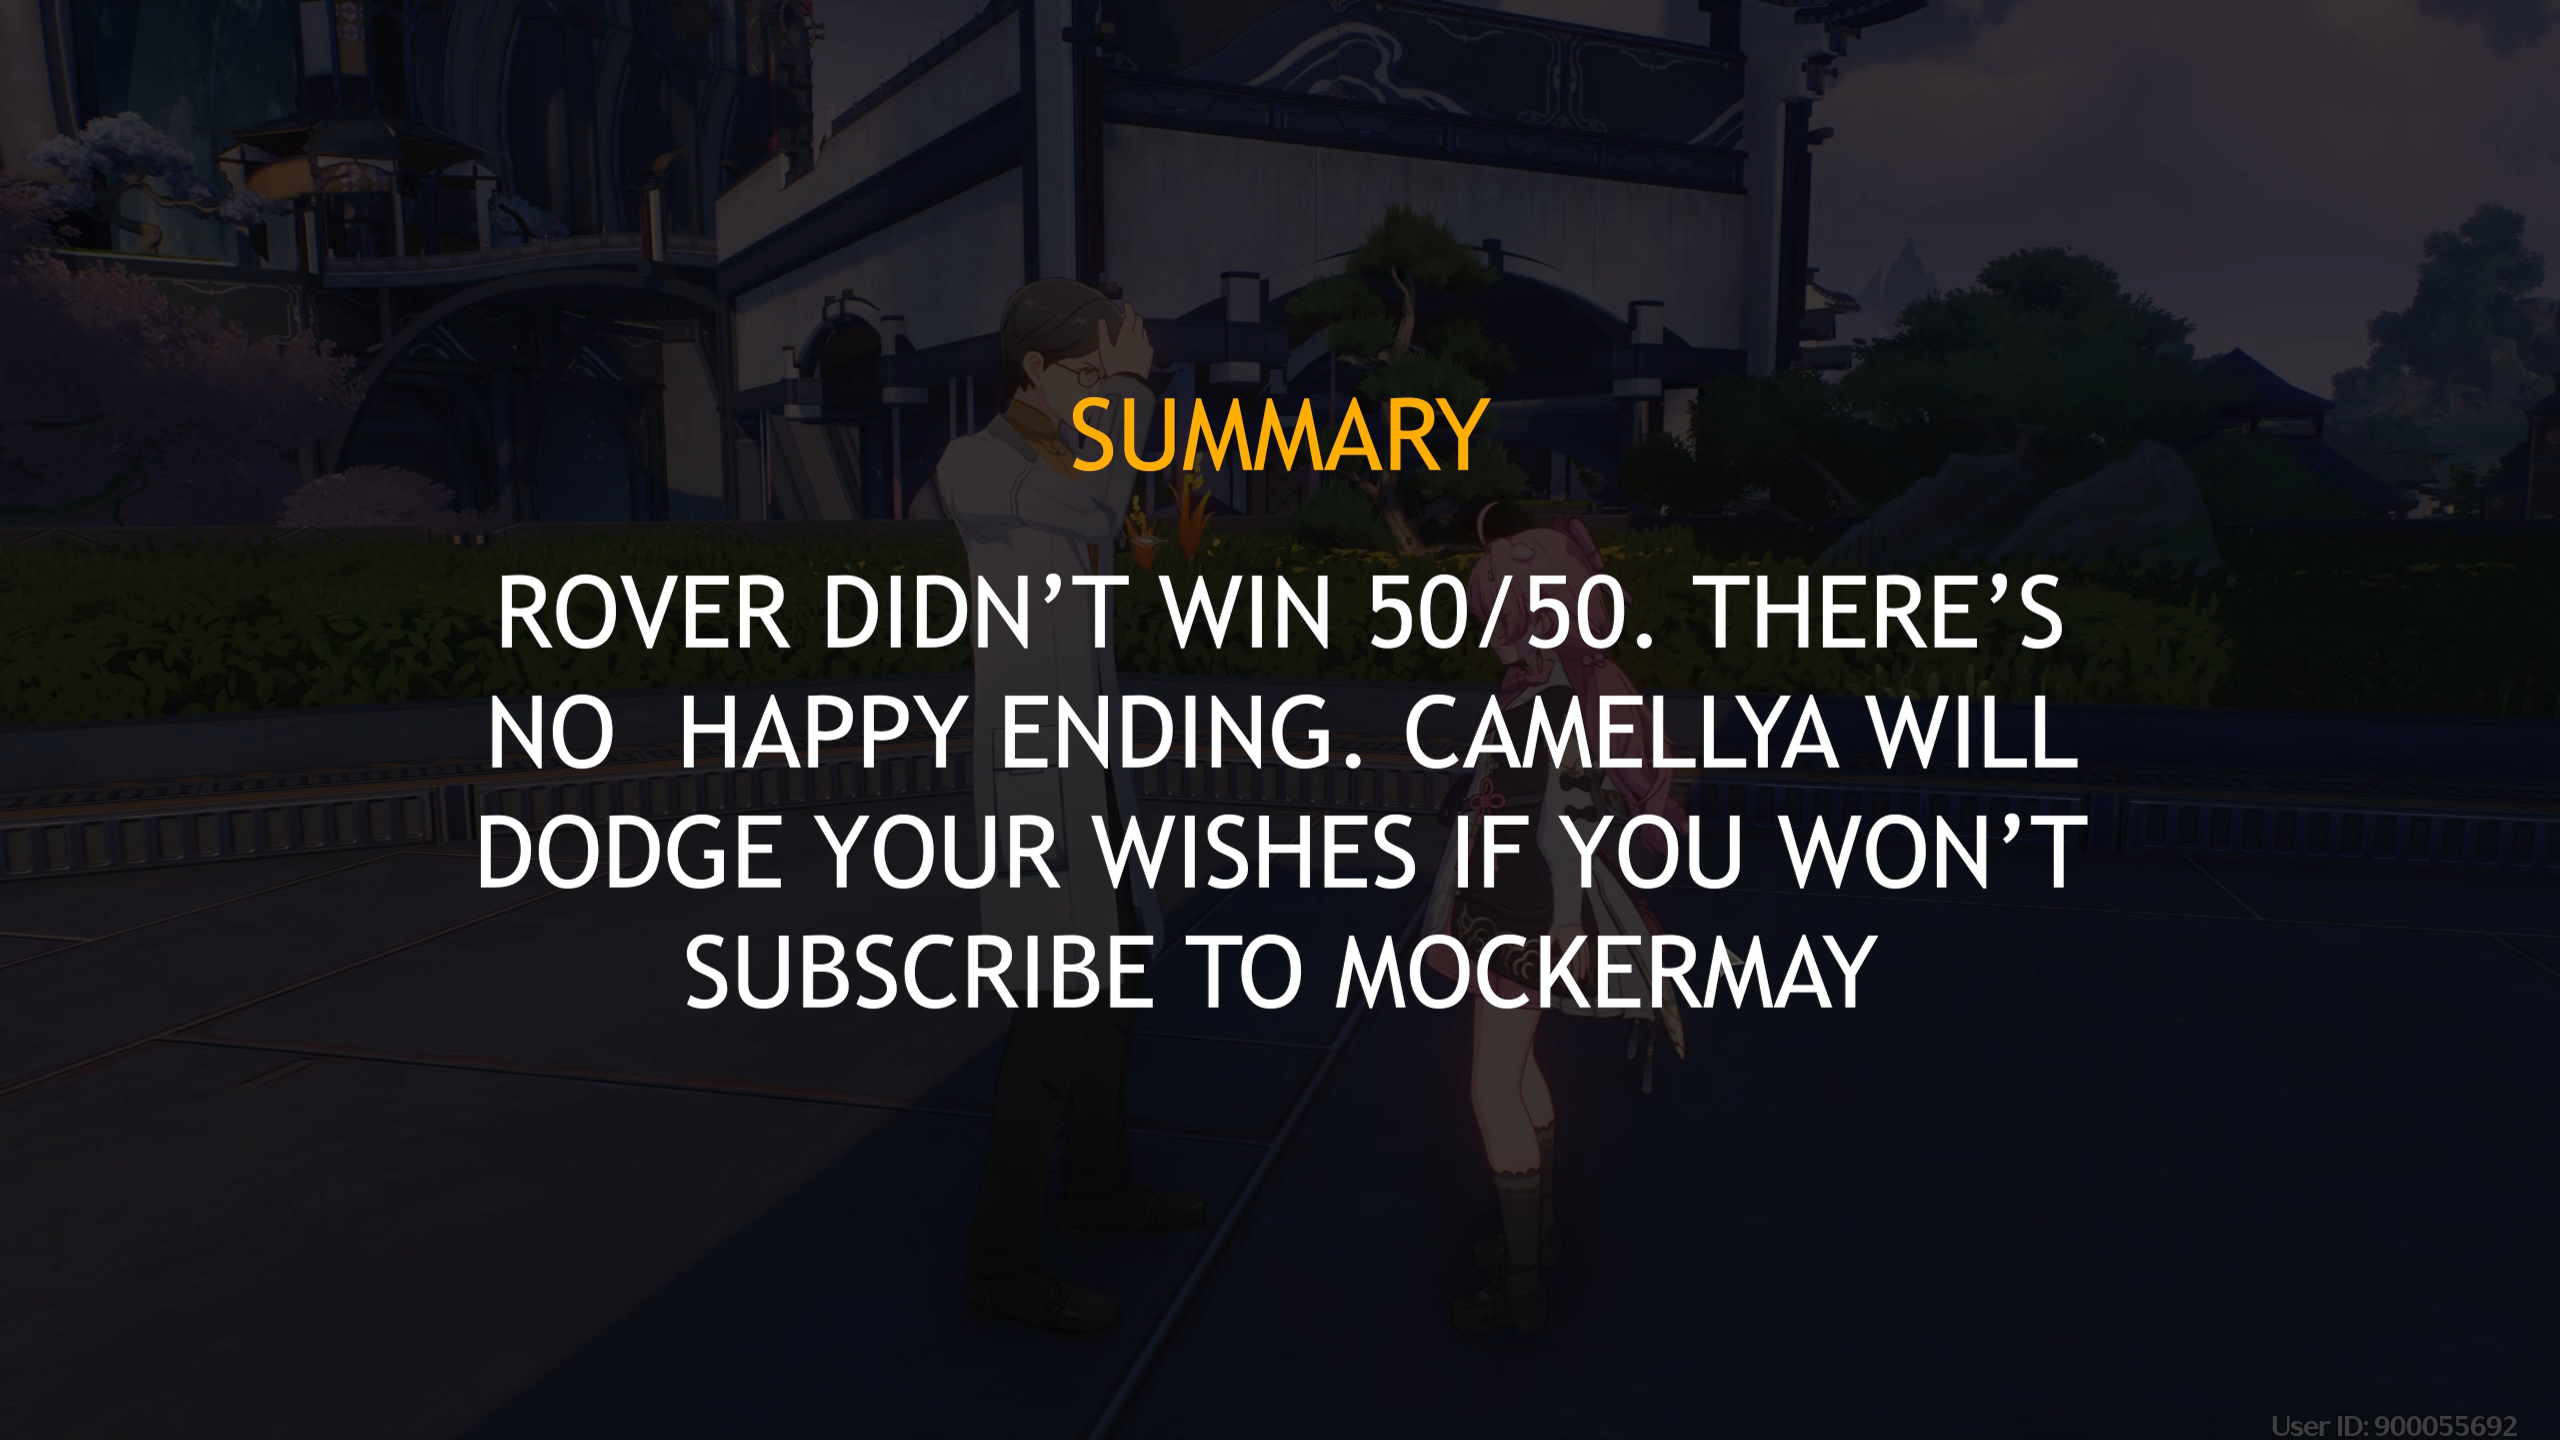 SUMMARY
ROVER DIDN’T WIN 50/50. THERE’S
NO  HAPPY ENDING. CAMELLYA WILL
DODGE YOUR WISHES IF YOU WON’T
SUBSCRIBE TO MOCKERMAY
User ID: 900055692